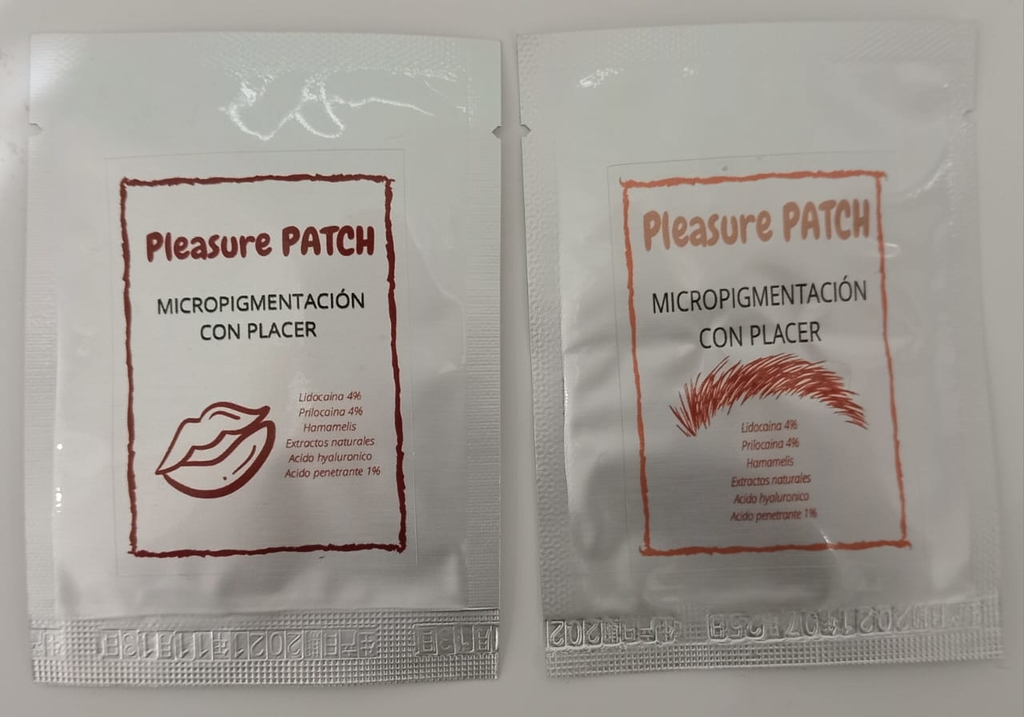 Pleasure PATCH
MICROPIGMENTACIÓN
CON PLACER
Lidocaina 4%
Prilocaina 4%
Hamamelis
Extractos naturales
Acido hyaluronico
Acido penetrante 1%
Pleasure PATCH
MICROPIGMENTACIÓN
CON PLACER
Lidocaina 4%
Prilocaina 4%
Hamamelis
Extractos naturales
Acido hyaluronico
Acido penetrante 1%